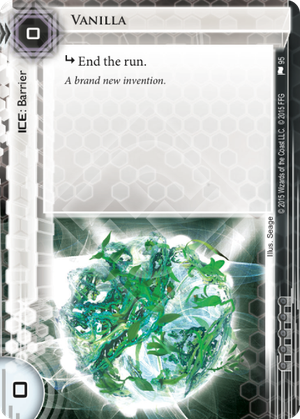 0
VANILLA
ICE: Barrier
↳ End the run.
A brand new invention.
95
© 2015 Wizards of the Coast LLC. © 2015 FFG
Illus. Seage
0